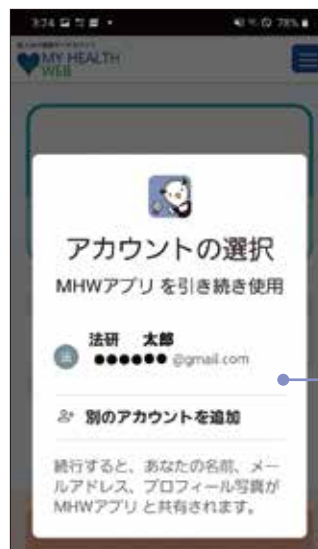 3:24
78%
MY HEALTH
WEB
アカウントの選択
MHWアプリ を引き続き使用
法研 太郎
法
●●●●●● @gmail.com
別のアカウントを追加
続行すると、あなたの名前、メー
ルアドレス、プロフィール写真が
MHWアプリ と共有されます。